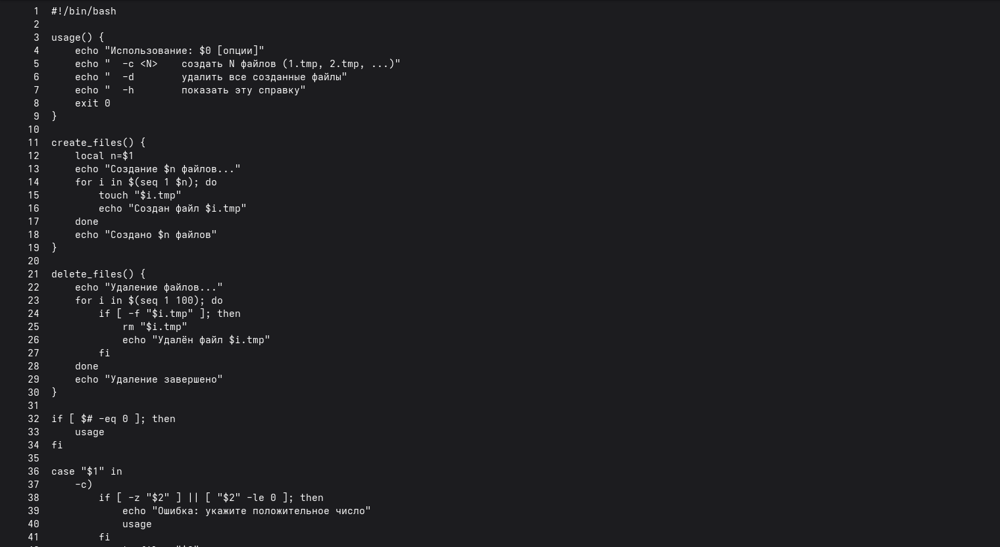 1 #!/bin/bash
2
3 usage() {
4     echo "Использование: $0 [опции]"
5     echo "  -c <N>    создать N файлов (1.tmp, 2.tmp, ...)"
6     echo "  -d        удалить все созданные файлы"
7     echo "  -h        показать эту справку"
8     exit 0
9 }
10
11 create_files() {
12     local n=$1
13     echo "Создание $n файлов..."
14     for i in $(seq 1 $n); do
15         touch "$i.tmp"
16         echo "Создан файл $i.tmp"
17     done
18     echo "Создано $n файлов"
19 }
20
21 delete_files() {
22     echo "Удаление файлов..."
23     for i in $(seq 1 100); do
24         if [ -f "$i.tmp" ]; then
25             rm "$i.tmp"
26             echo "Удалён файл $i.tmp"
27         fi
28     done
29     echo "Удаление завершено"
30 }
31
32 if [ $# -eq 0 ]; then
33     usage
34 fi
35
36 case "$1" in
37     -c)
38         if [ -z "$2" ] || [ "$2" -le 0 ]; then
39             echo "Ошибка: укажите положительное число"
40             usage
41         fi